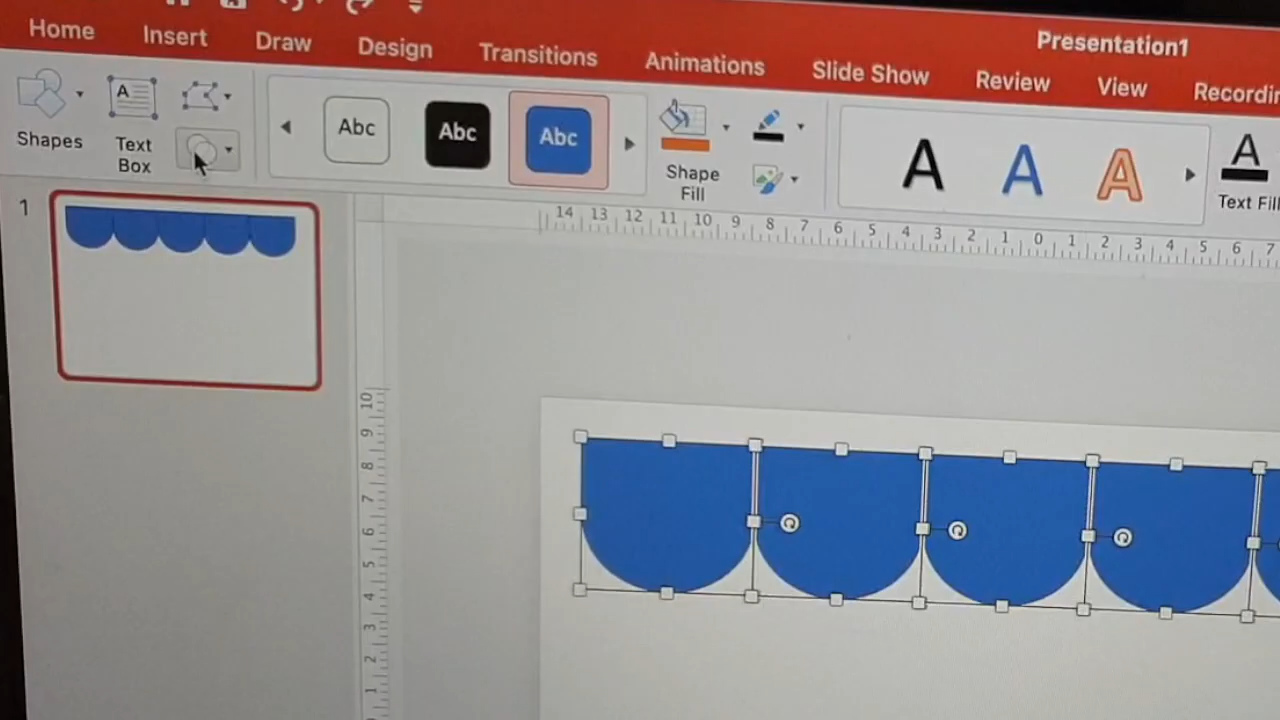 Presentation1
Home Insert Draw Design Transitions Animations Slide Show Review View
Shapes
Text
Box
A
Abc Abc Abc
Shape
Fill
A A A
A
Text Fill
1
14 13 12 11 10 9 8 7 6 5 4 3 2 1 0 1 2 3 4 5 6 7
10
9
8
7
6
5
4
3
2
1